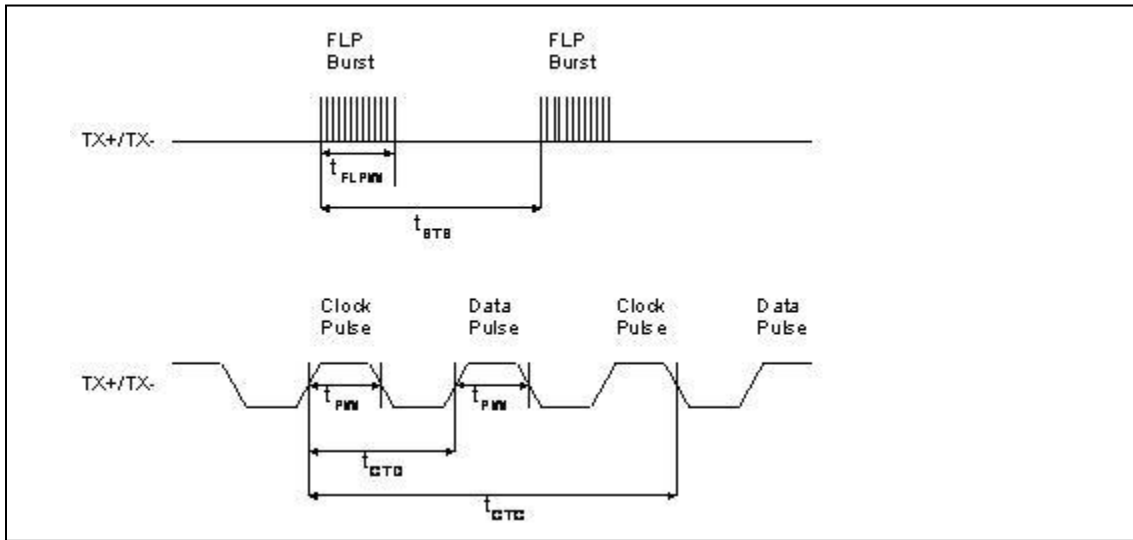 FLP
Burst
FLP
Burst
TX+/TX-
t FLPW
t BTB
Clock
Pulse
Data
Pulse
Clock
Pulse
Data
Pulse
TX+/TX-
t PW
t PW
t CTD
t CTC